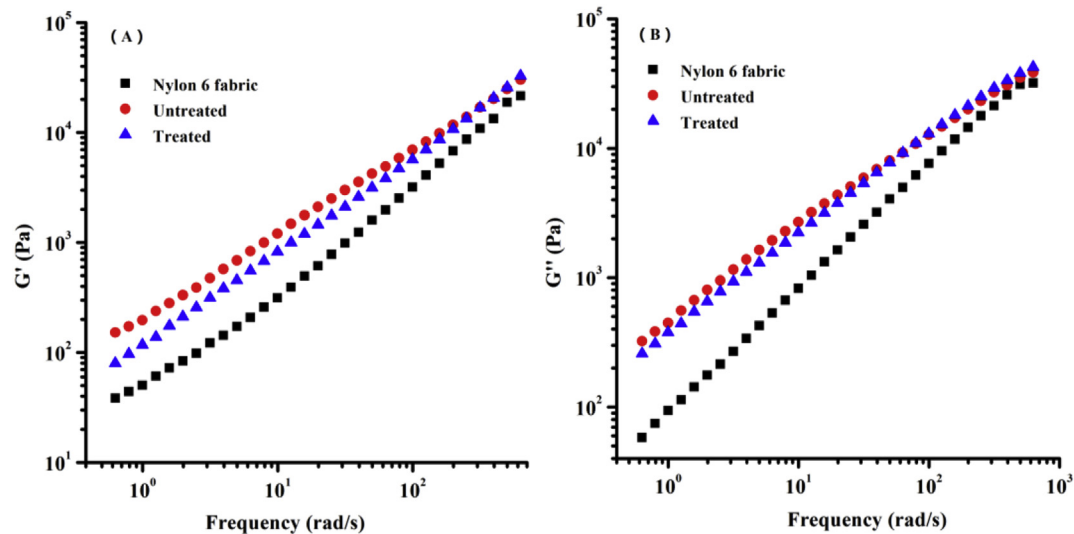 (A)
Nylon 6 fabric
Untreated
Treated
G' (Pa)
10^5
10^4
10^3
10^2
10^1
10^0 10^1 10^2
Frequency (rad/s)
(B)
Nylon 6 fabric
Untreated
Treated
G'' (Pa)
10^5
10^4
10^3
10^2
10^0 10^1 10^2 10^3
Frequency (rad/s)